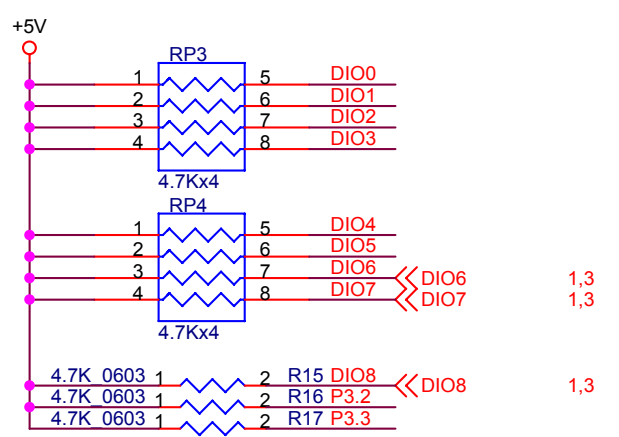 +5V
RP3
1 5 DIO0
2 6 DIO1
3 7 DIO2
4 8 DIO3
4.7Kx4
RP4
1 5 DIO4
2 6 DIO5
3 7 DIO6 DIO6 1,3
4 8 DIO7 DIO7 1,3
4.7Kx4
4.7K_0603 1 2 R15 DIO8 DIO8 1,3
4.7K_0603 1 2 R16 P3.2
4.7K_0603 1 2 R17 P3.3